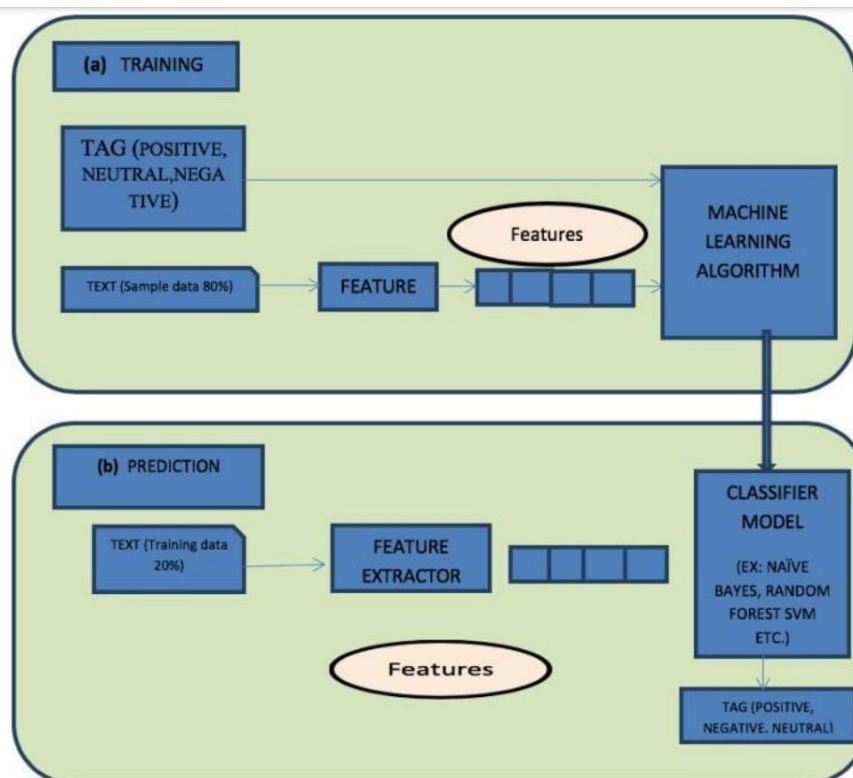 (a) TRAINING
TAG (POSITIVE,
NEUTRAL,NEGA
TIVE)
MACHINE
LEARNING
ALGORITHM
Features
TEXT (Sample data 80%)
FEATURE
(b) PREDICTION
TEXT (Training data
20%)
FEATURE
EXTRACTOR
Features
CLASSIFIER
MODEL
(EX: NAÏVE
BAYES, RANDOM
FOREST SVM
ETC.)
TAG (POSITIVE,
NEGATIVE, NEUTRAL)